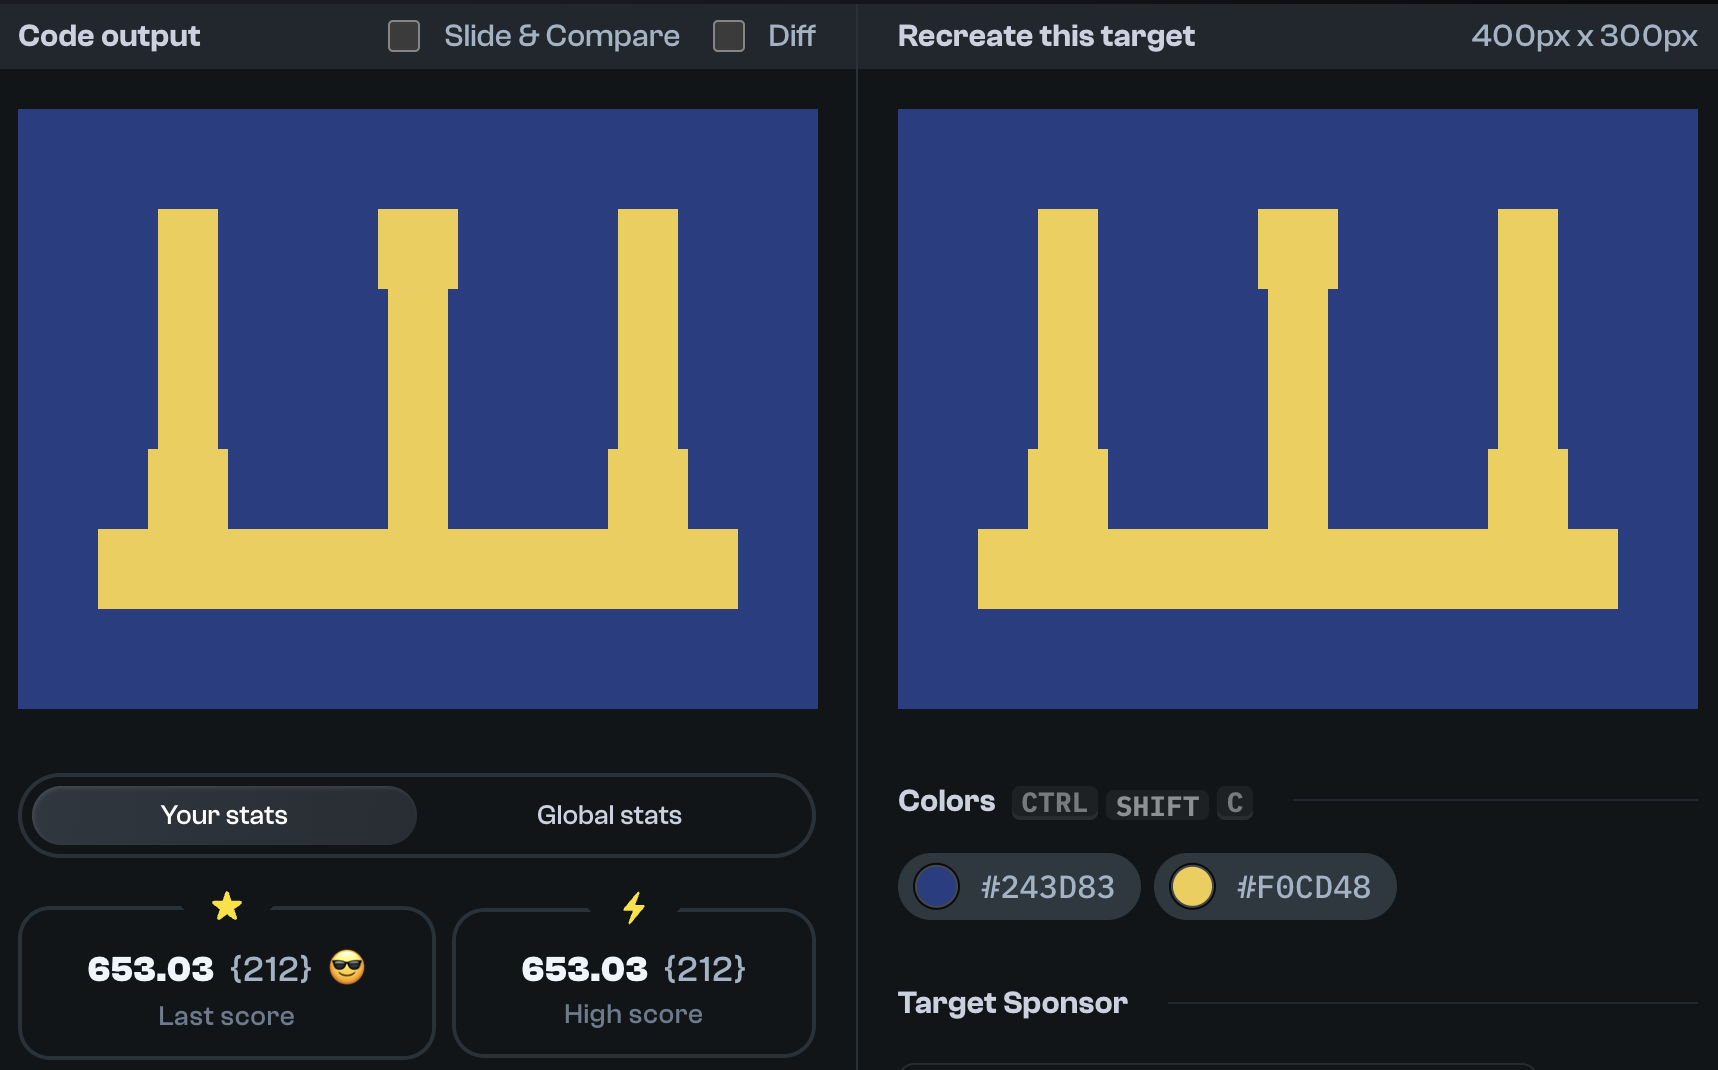 Code output
Slide & Compare
Diff
Recreate this target
400px x 300px
Your stats
Global stats
653.03 {212}
Last score
653.03 {212}
High score
Colors CTRL SHIFT C
#243D83
#F0CD48
Target Sponsor